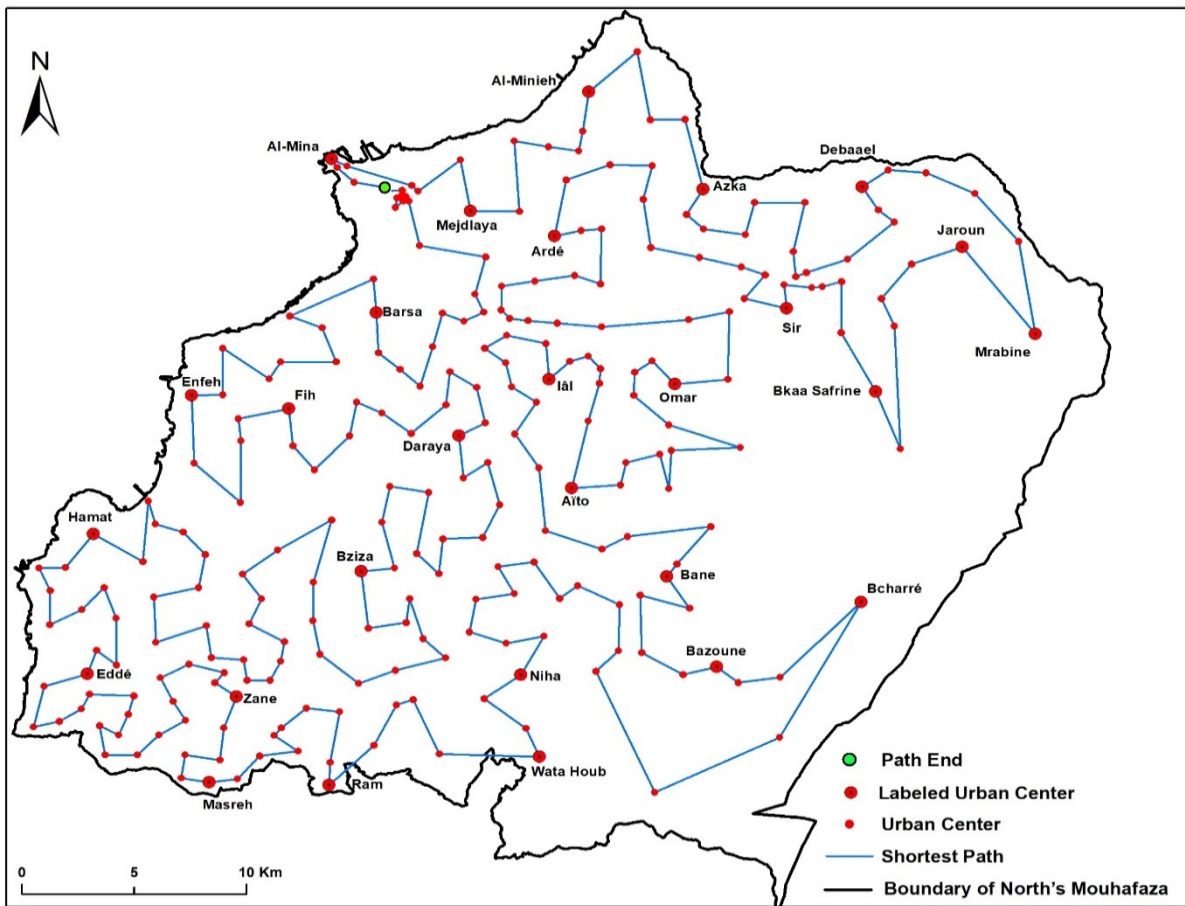 N
Al-Minieh
Al-Mina
Debaael
Azka
Mejdlaya
Ardé
Jaroun
Barsa
Sir
Mrabine
Enfeh
Fih
Iâl
Omar
Bkaa Safrine
Daraya
Aïto
Hamat
Bziza
Bane
Bcharré
Bazoune
Eddé
Zane
Niha
Wata Houb
Masreh
Ram
Path End
Labeled Urban Center
Urban Center
Shortest Path
Boundary of North's Mouhafaza
0 5 10 Km